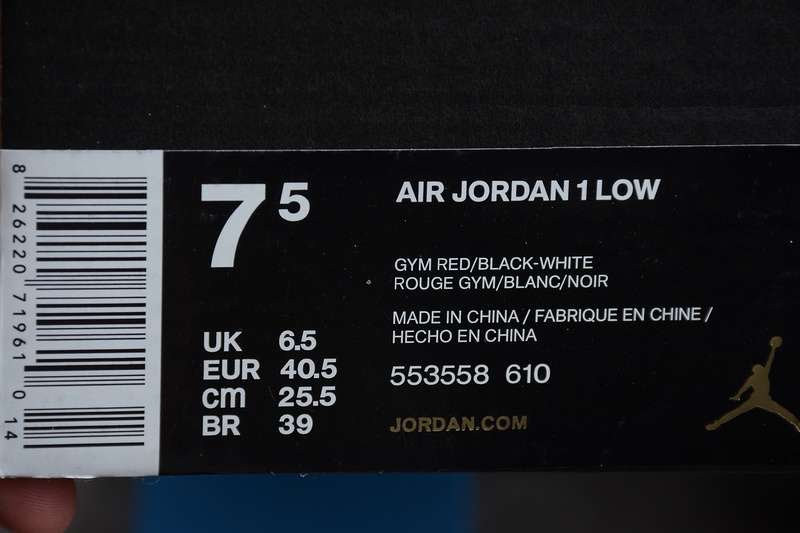 8 26220 71961 0 14
7 5
AIR JORDAN 1 LOW
GYM RED/BLACK-WHITE
ROUGE GYM/BLANC/NOIR
MADE IN CHINA / FABRIQUE EN CHINE /
HECHO EN CHINA
UK 6.5
EUR 40.5
cm 25.5
BR 39
553558 610
JORDAN.COM